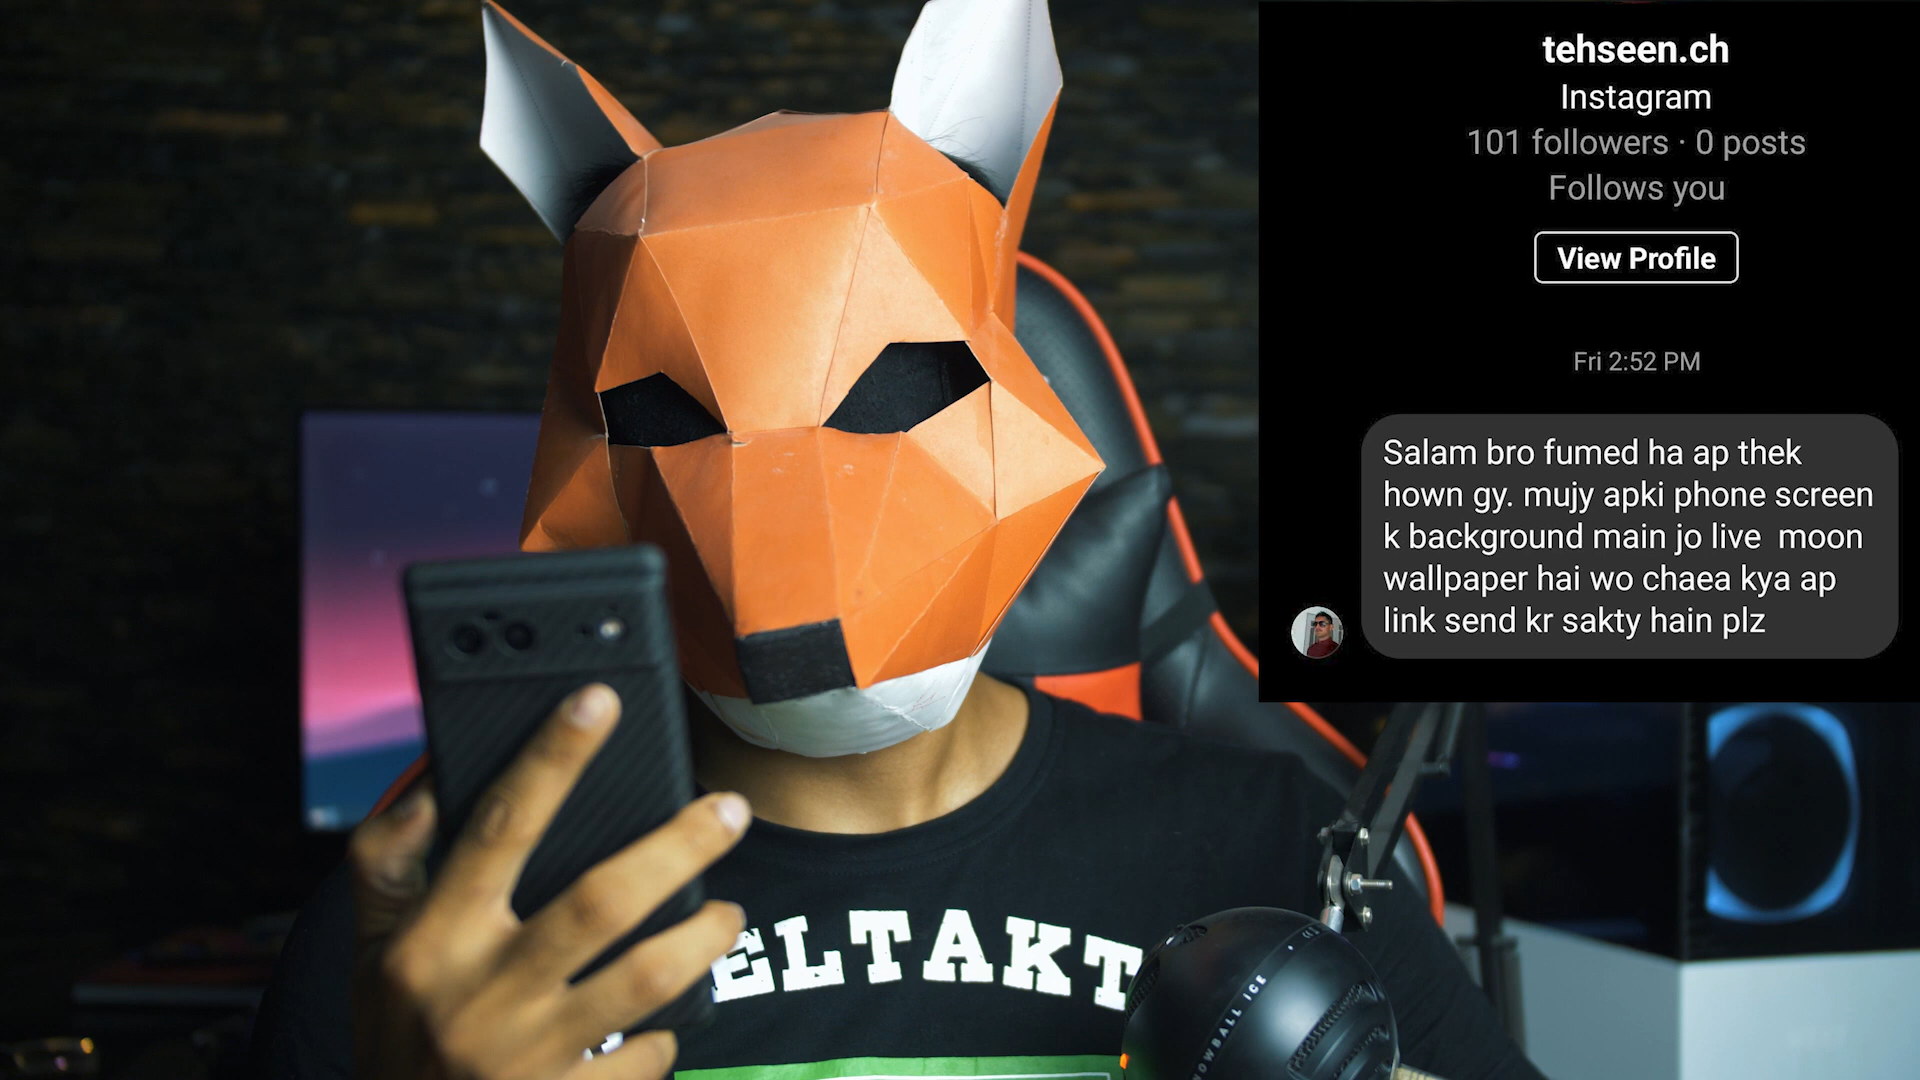 tehseen.ch
Instagram
101 followers · 0 posts
Follows you
View Profile
Fri 2:52 PM
Salam bro fumed ha ap thek
hown gy. mujy apki phone screen
k background main jo live moon
wallpaper hai wo chaea kya ap
link send kr sakty hain plz
ELTAKT
NOWBALL ICE